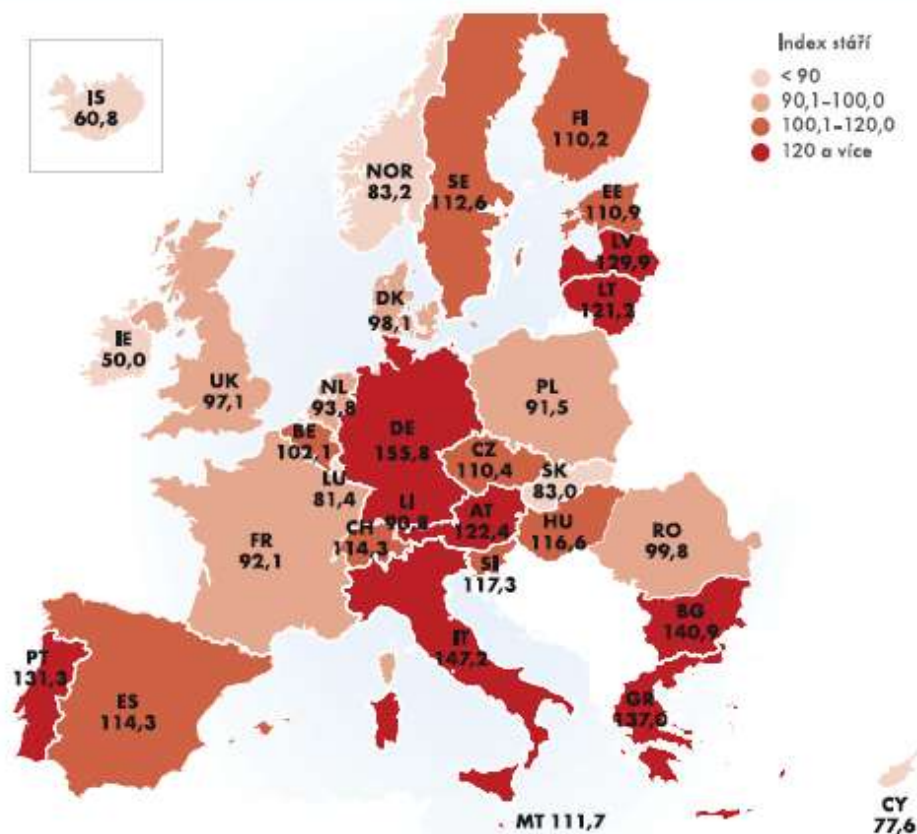 Index stáří
< 90
90,1–100,0
100,1–120,0
120 a více
IS
60,8
NOR
83,2
SE
112,6
FI
110,2
EE
110,9
LV
129,9
LT
121,2
DK
98,1
IE
50,0
UK
97,1
NL
93,8
BE
102,1
LU
81,4
DE
155,8
PL
91,5
CZ
110,4
SK
83,0
LI
90,8
AT
122,4
HU
116,6
RO
99,8
FR
92,1
CH
114,3
SI
117,3
BG
140,9
IT
147,2
PT
131,3
ES
114,3
GR
137,0
MT 111,7
CY
77,6